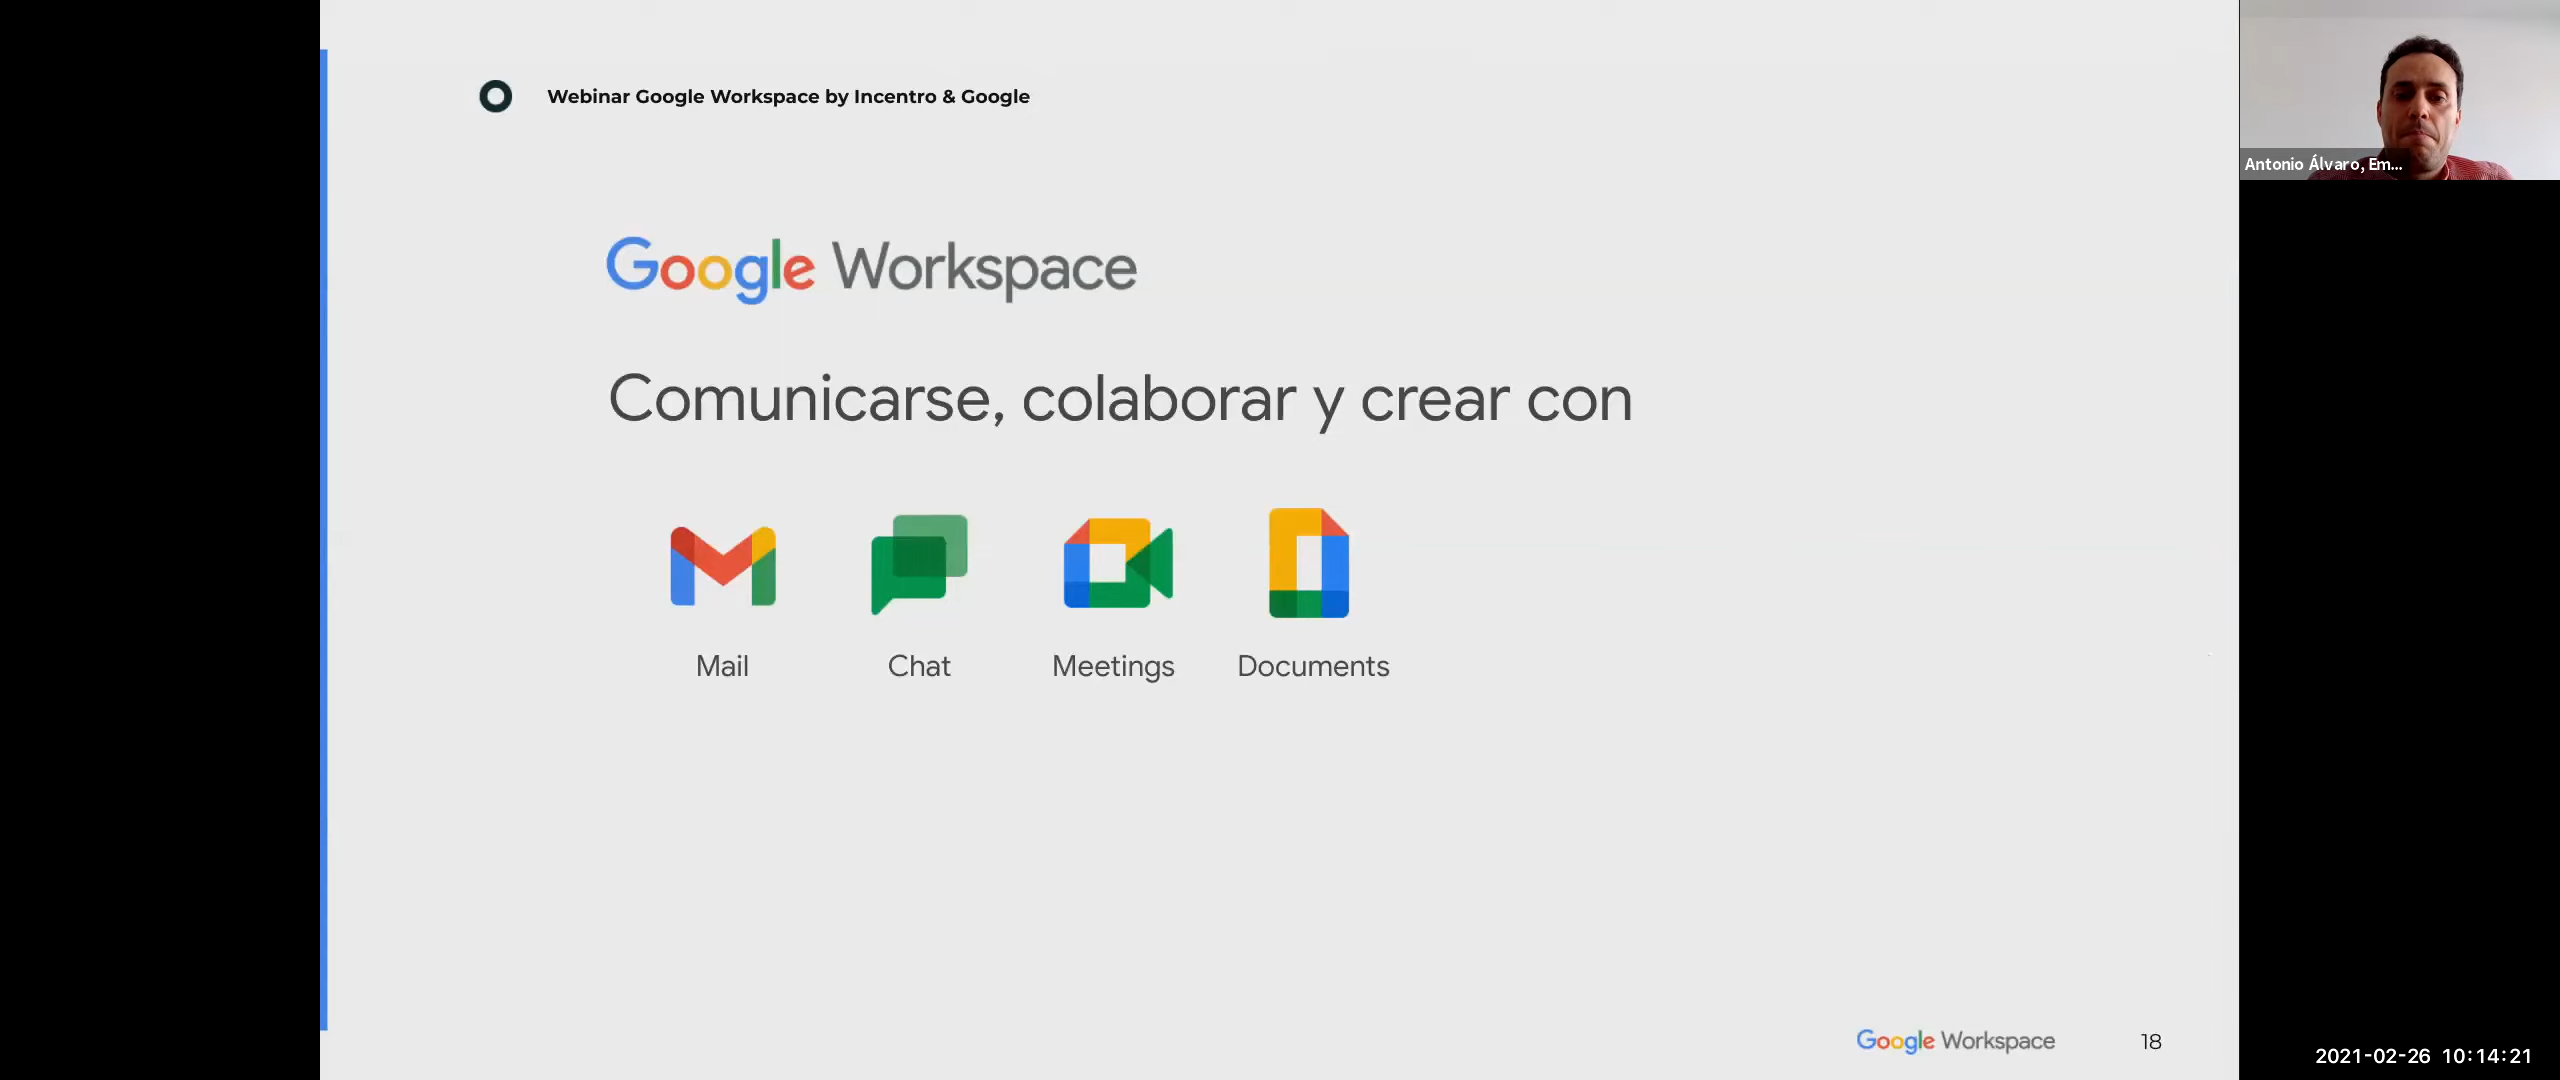 Webinar Google Workspace by Incentro & Google
Antonio Álvaro, Em...
Google Workspace
Comunicarse, colaborar y crear con
Mail Chat Meetings Documents
Google Workspace 18
2021-02-26 10:14:21